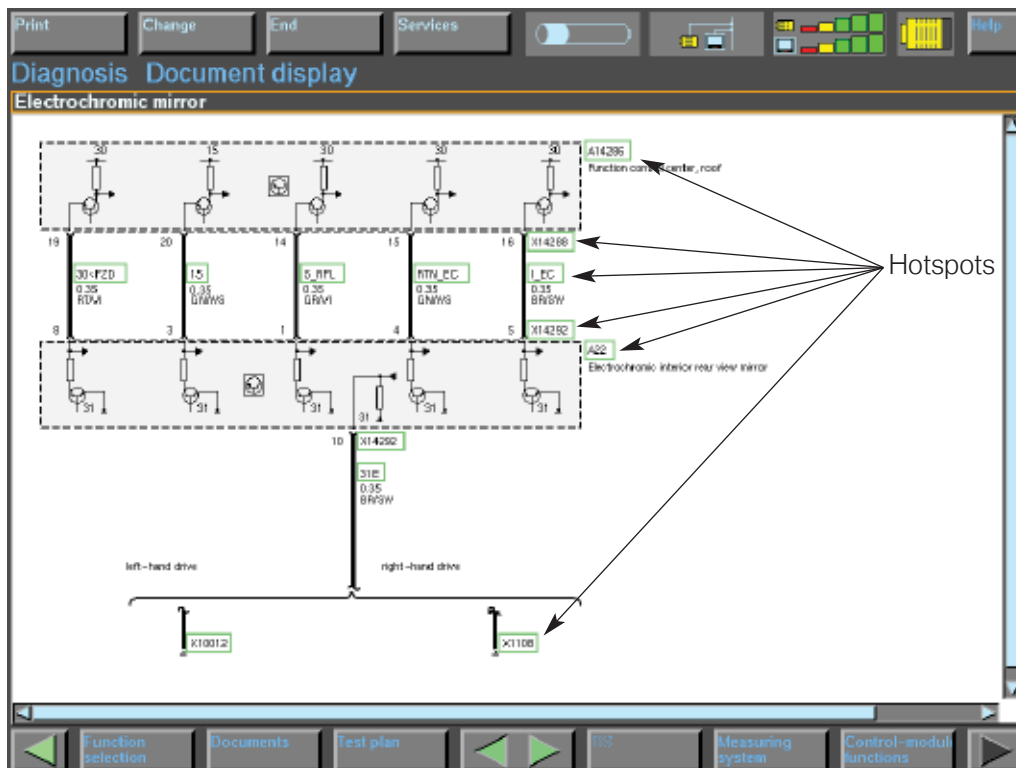 Print Change End Services Help
Diagnosis Document display
Electrochromic mirror
30 15 30 30 30
A14286
Function control center, roof
19 20 14 15 16 X14288
30<FZD 15 S_RFL RTN_EC I_EC
0.35 0.35 0.35 0.35 0.35
RT/VI GN/WS GR/VI GN/WS BR/SW
Hotspots
8 3 1 4 5 X14292
A22
Electrochromic interior rear view mirror
31 31 31 31 31 31
10 X14292
31E
0.35
BR/SW
left-hand drive right-hand drive
X10012 X1108
Function selection Documents Test plan TIS Measuring system Control-modul functions